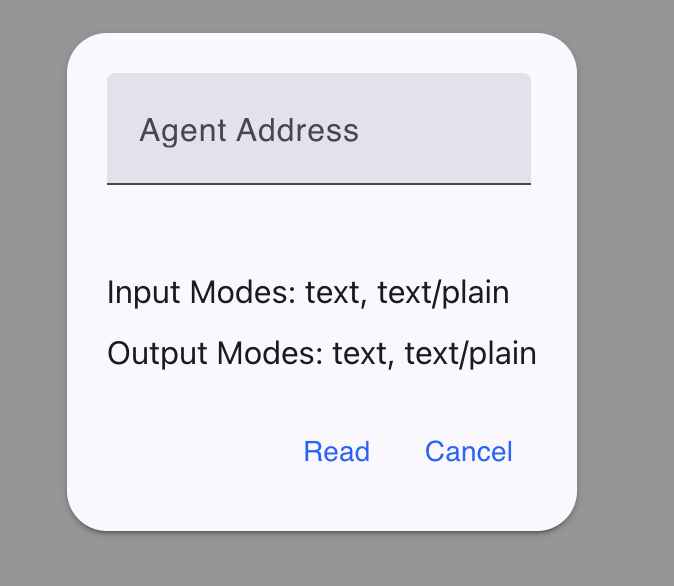 Agent Address
Input Modes: text, text/plain
Output Modes: text, text/plain
Read Cancel